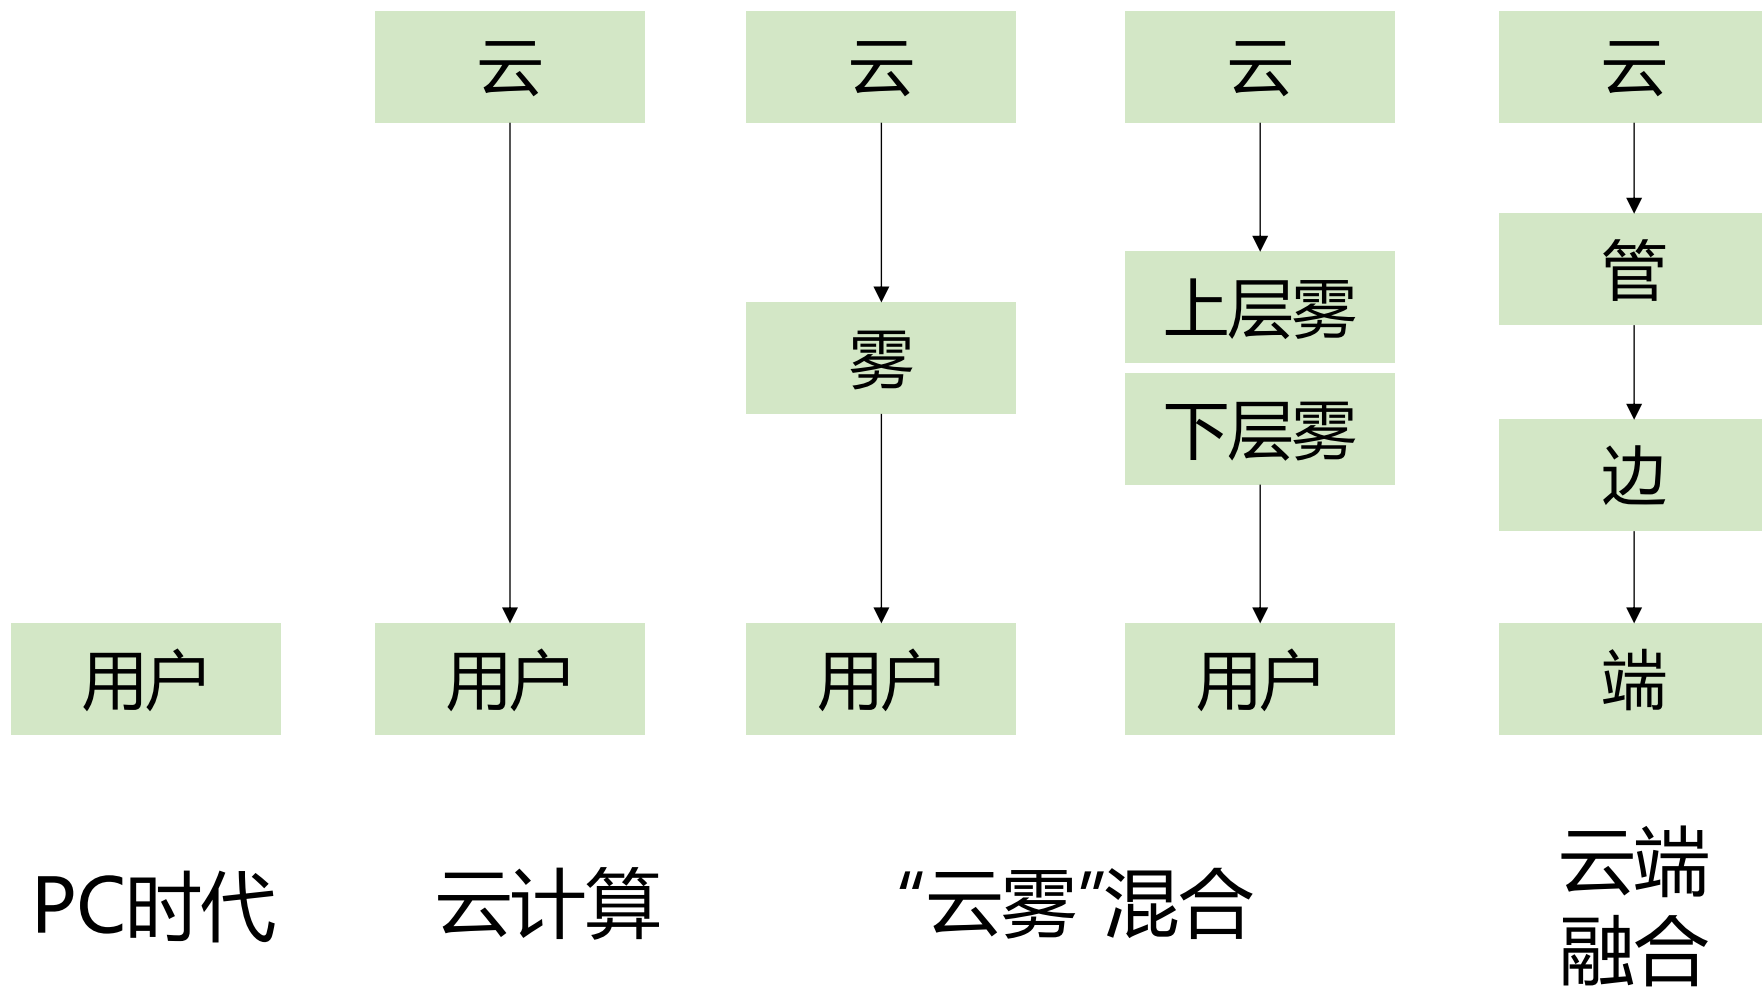 云
云
云
云
管
上层雾
雾
下层雾
边
用户
用户
用户
用户
端
PC时代
云计算
“云雾”混合
云端
融合